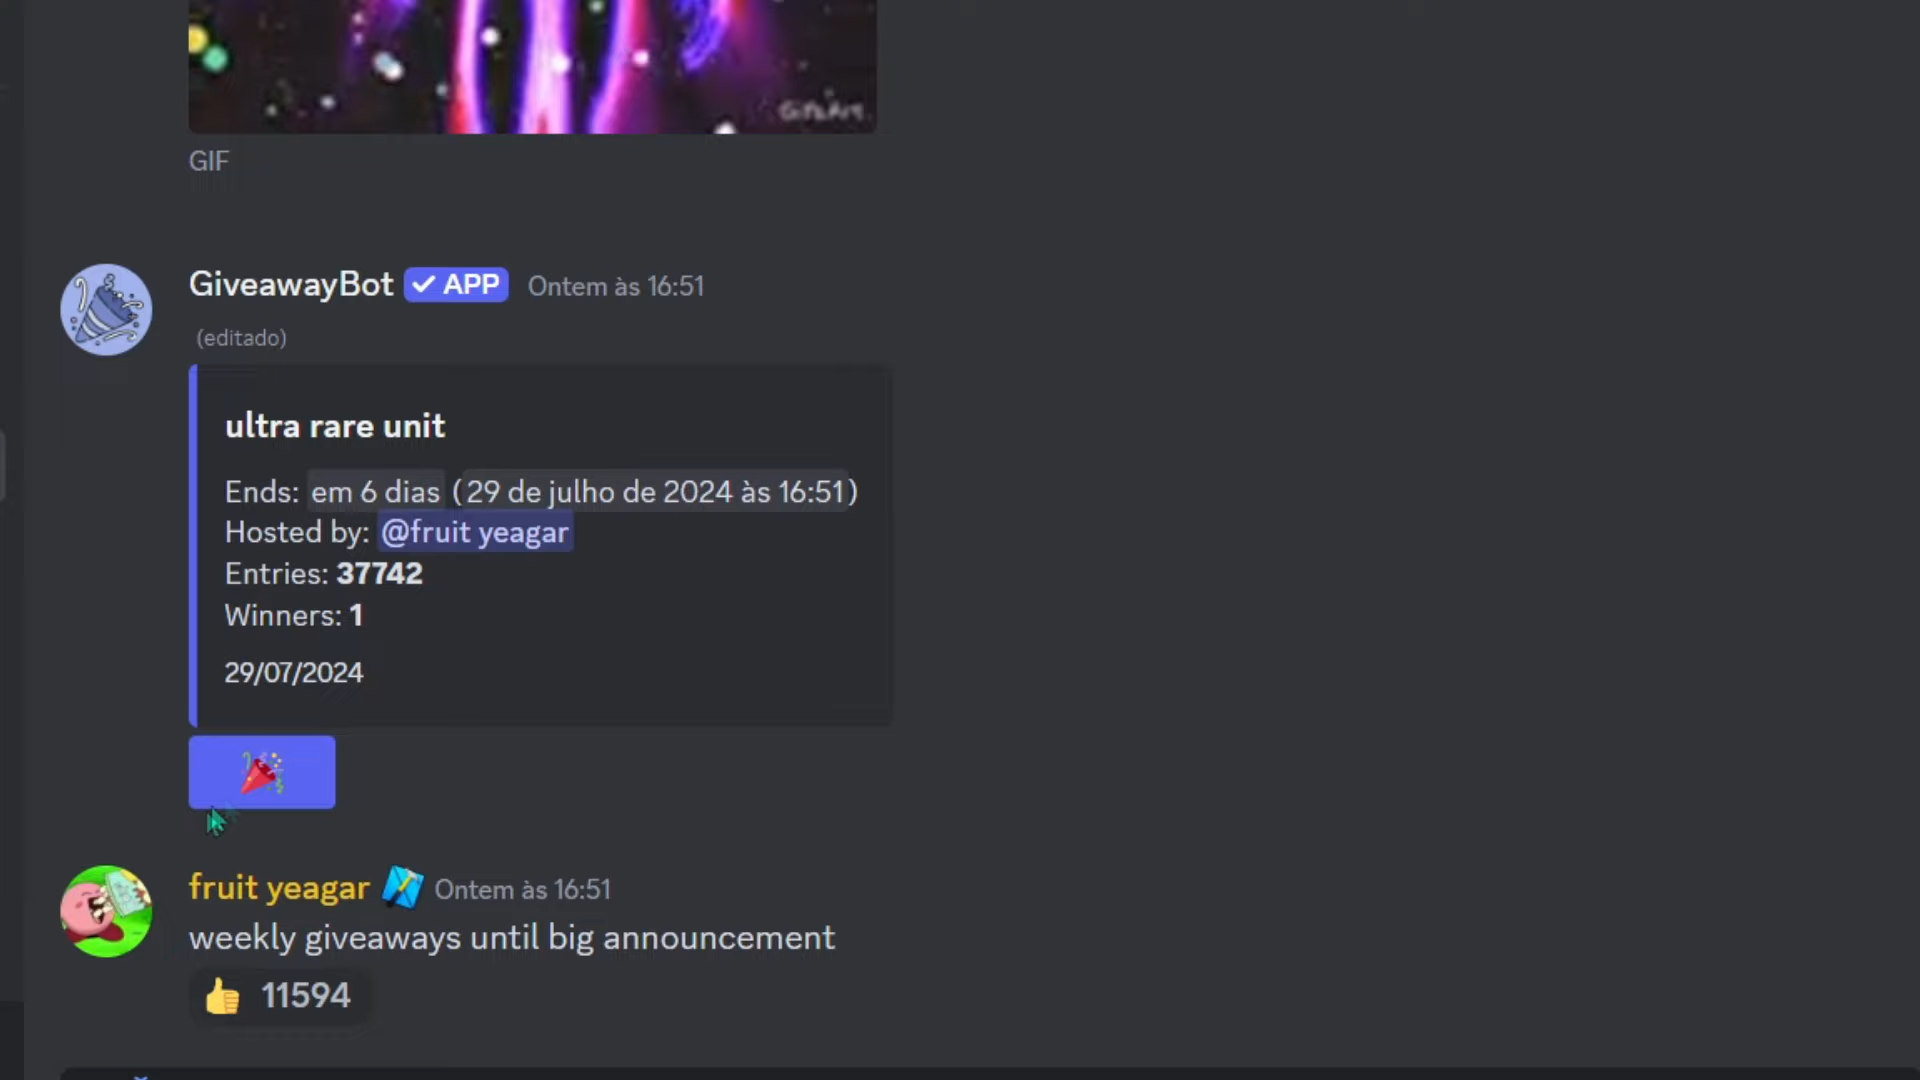 GIF
GiveawayBot ✓ APP Ontem às 16:51
(editado)
ultra rare unit
Ends: em 6 dias (29 de julho de 2024 às 16:51)
Hosted by: @fruit yeagar
Entries: 37742
Winners: 1
29/07/2024
fruit yeagar Ontem às 16:51
weekly giveaways until big announcement
11594